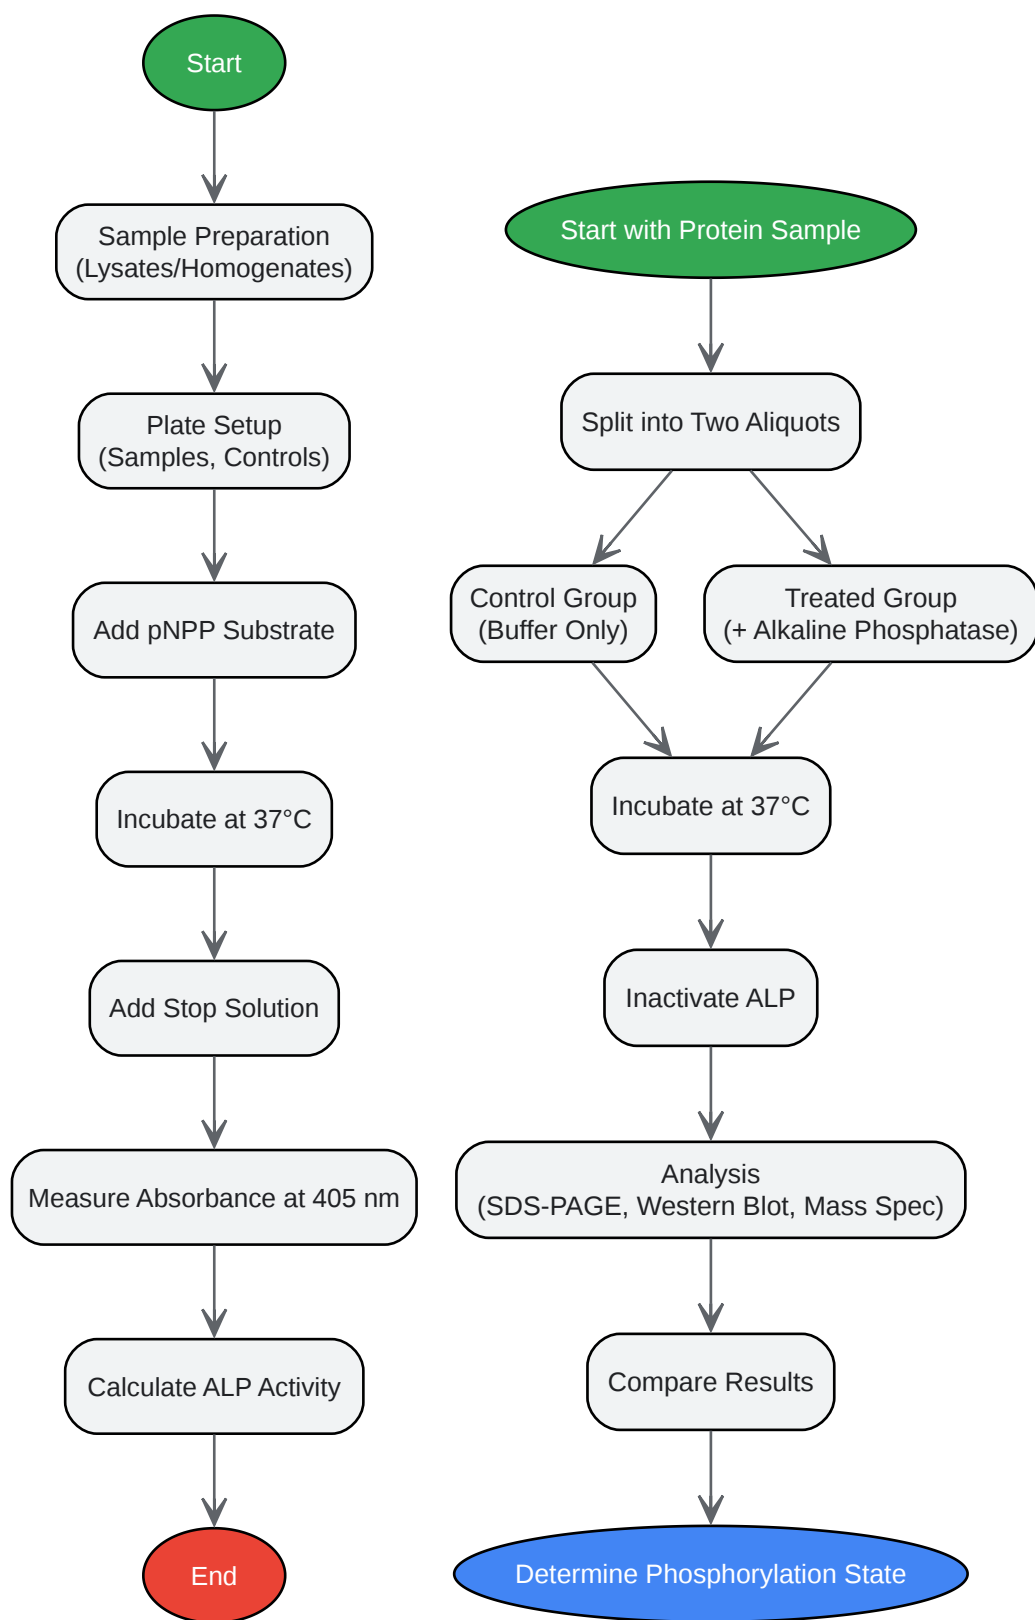 Start
Sample Preparation
(Lysates/Homogenates)
Plate Setup
(Samples, Controls)
Add pNPP Substrate
Incubate at 37°C
Add Stop Solution
Measure Absorbance at 405 nm
Calculate ALP Activity
End
Start with Protein Sample
Split into Two Aliquots
Control Group
(Buffer Only)
Treated Group
(+ Alkaline Phosphatase)
Incubate at 37°C
Inactivate ALP
Analysis
(SDS-PAGE, Western Blot, Mass Spec)
Compare Results
Determine Phosphorylation State